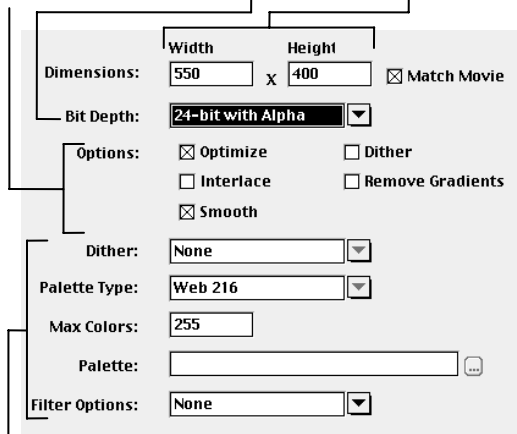 Width Height
Dimensions: 550 x 400 Match Movie
Bit Depth: 24-bit with Alpha
Options: Optimize Dither
Interlace Remove Gradients
Smooth
Dither: None
Palette Type: Web 216
Max Colors: 255
Palette: ...
Filter Options: None